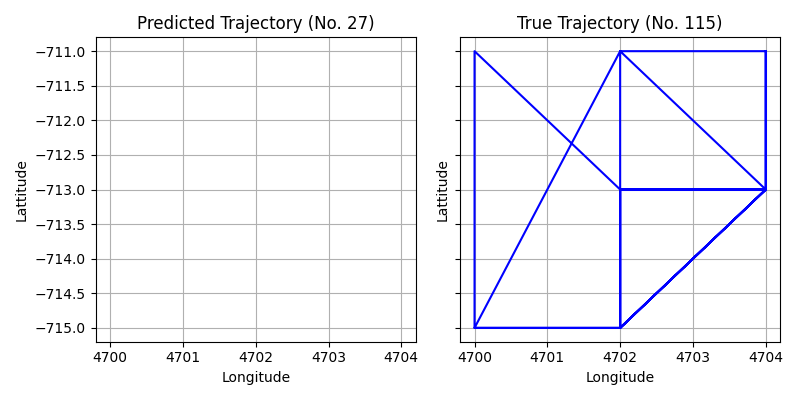 Predicted Trajectory (No. 27)
True Trajectory (No. 115)
−711.0
−711.5
−712.0
−712.5
−713.0
−713.5
−714.0
−714.5
−715.0
Lattitude
Lattitude
4700 4701 4702 4703 4704
4700 4701 4702 4703 4704
Longitude
Longitude